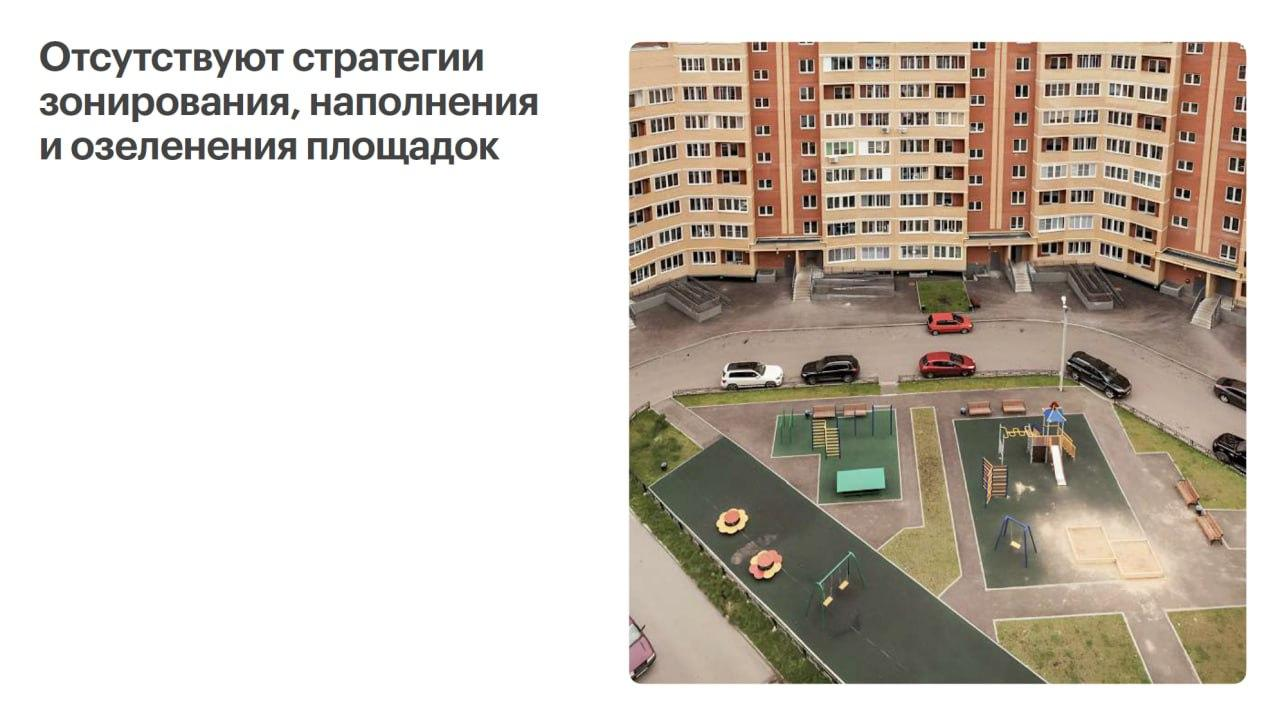 Отсутствуют стратегии
зонирования, наполнения
и озеленения площадок